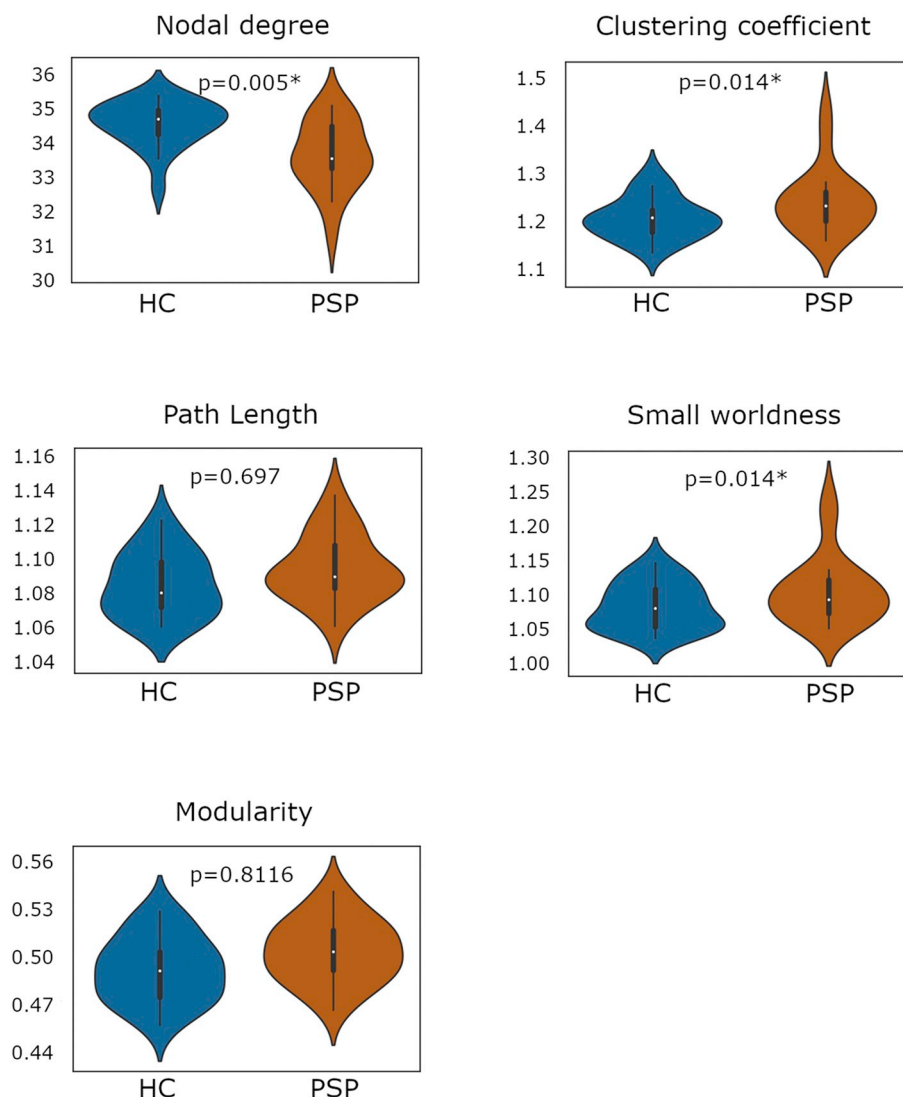 Nodal degree
36
35
34
33
32
31
30
p=0.005*
HC
PSP
Clustering coefficient
1.5
1.4
1.3
1.2
1.1
p=0.014*
HC
PSP
Path Length
1.16
1.14
1.12
1.10
1.08
1.06
1.04
p=0.697
HC
PSP
Small worldness
1.30
1.25
1.20
1.15
1.10
1.05
1.00
p=0.014*
HC
PSP
Modularity
0.56
0.53
0.50
0.47
0.44
p=0.8116
HC
PSP